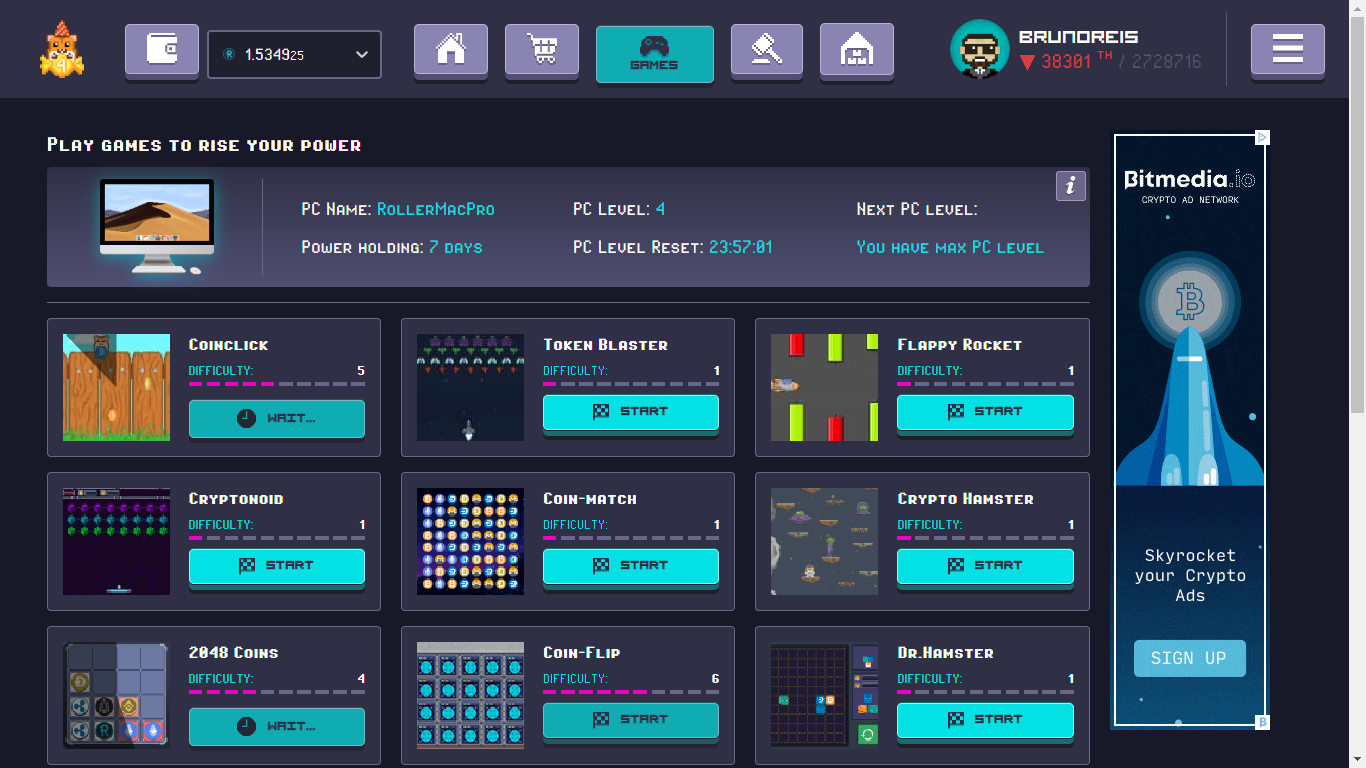 1.534925
GAMES
BRUNOREIS
38301 TH / 2728716
Play games to rise your power
PC Name: RollerMacPro
PC Level: 4
Next PC level:
Power holding: 7 days
PC Level Reset: 23:57:01
You have max PC level
i
Coinclick
Difficulty: 5
WAIT...
Token Blaster
Difficulty: 1
START
Flappy Rocket
Difficulty: 1
START
Cryptonoid
Difficulty: 1
START
Coin-match
Difficulty: 1
START
Crypto Hamster
Difficulty: 1
START
2048 Coins
Difficulty: 4
WAIT...
Coin-Flip
Difficulty: 6
START
Dr.Hamster
Difficulty: 1
START
Bitmedia.io
CRYPTO AD NETWORK
Skyrocket
your Crypto
Ads
SIGN UP